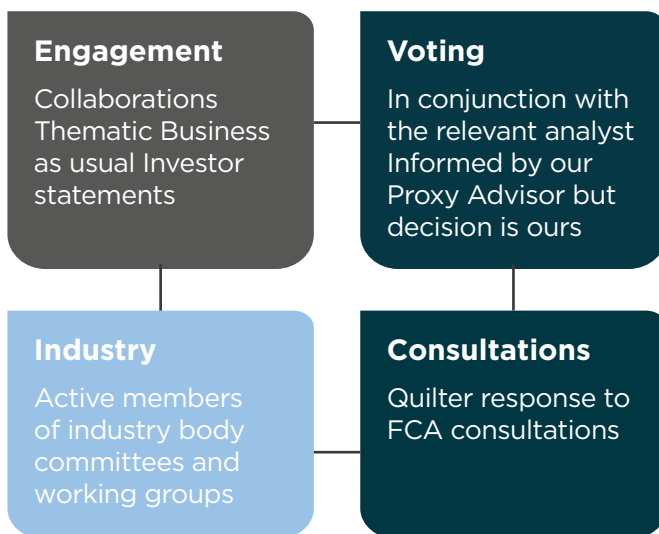 Engagement
Collaborations
Thematic Business
as usual Investor
statements
Voting
In conjunction with
the relevant analyst
Informed by our
Proxy Advisor but
decision is ours
Industry
Active members
of industry body
committees and
working groups
Consultations
Quilter response to
FCA consultations